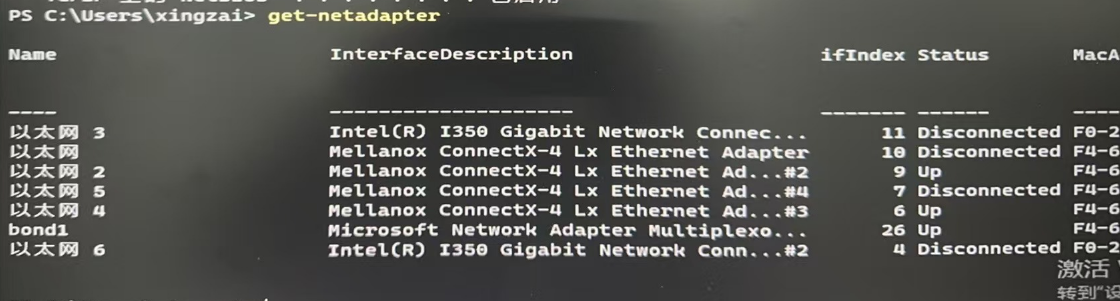 PS C:\Users\xingzai> get-netadapter
Name InterfaceDescription ifIndex Status MacA
---- -------------------- ------- ------ ----
以太网 3 Intel(R) I350 Gigabit Network Connec... 11 Disconnected F0-2
以太网 Mellanox ConnectX-4 Lx Ethernet Adapter 10 Disconnected F4-6
以太网 2 Mellanox ConnectX-4 Lx Ethernet Ad...#2 9 Up F4-6
以太网 5 Mellanox ConnectX-4 Lx Ethernet Ad...#4 7 Disconnected F4-6
以太网 4 Mellanox ConnectX-4 Lx Ethernet Ad...#3 6 Up F4-6
bond1 Microsoft Network Adapter Multiplexo... 26 Up F4-6
以太网 6 Intel(R) I350 Gigabit Network Conn...#2 4 Disconnected F0-2
激活
转到"设